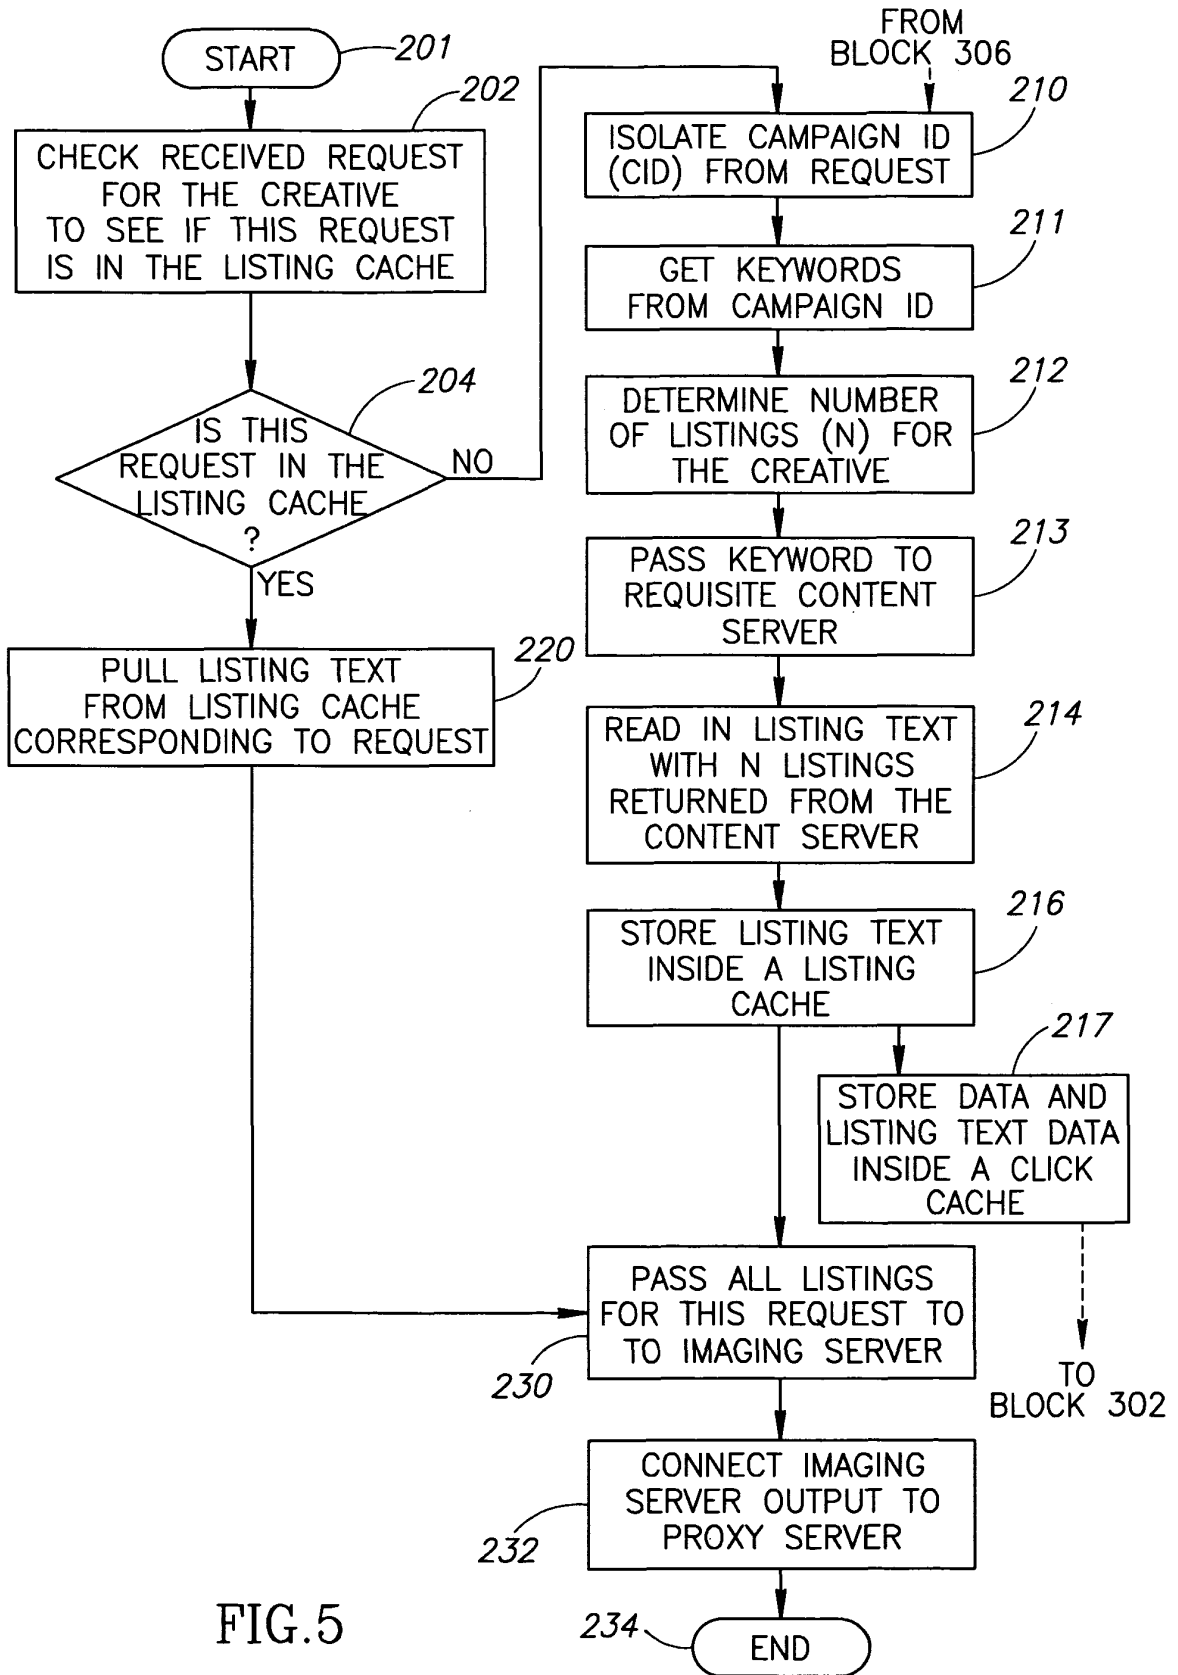 START
201
202
CHECK RECEIVED REQUEST
FOR THE CREATIVE
TO SEE IF THIS REQUEST
IS IN THE LISTING CACHE
204
IS THIS
REQUEST IN THE
LISTING CACHE
?
NO
YES
220
PULL LISTING TEXT
FROM LISTING CACHE
CORRESPONDING TO REQUEST
FROM
BLOCK 306
210
ISOLATE CAMPAIGN ID
(CID) FROM REQUEST
211
GET KEYWORDS
FROM CAMPAIGN ID
212
DETERMINE NUMBER
OF LISTINGS (N) FOR
THE CREATIVE
213
PASS KEYWORD TO
REQUISITE CONTENT
SERVER
214
READ IN LISTING TEXT
WITH N LISTINGS
RETURNED FROM THE
CONTENT SERVER
216
STORE LISTING TEXT
INSIDE A LISTING
CACHE
217
STORE DATA AND
LISTING TEXT DATA
INSIDE A CLICK
CACHE
TO
BLOCK 302
PASS ALL LISTINGS
FOR THIS REQUEST TO
TO IMAGING SERVER
230
CONNECT IMAGING
SERVER OUTPUT TO
PROXY SERVER
232
234
END
FIG.5